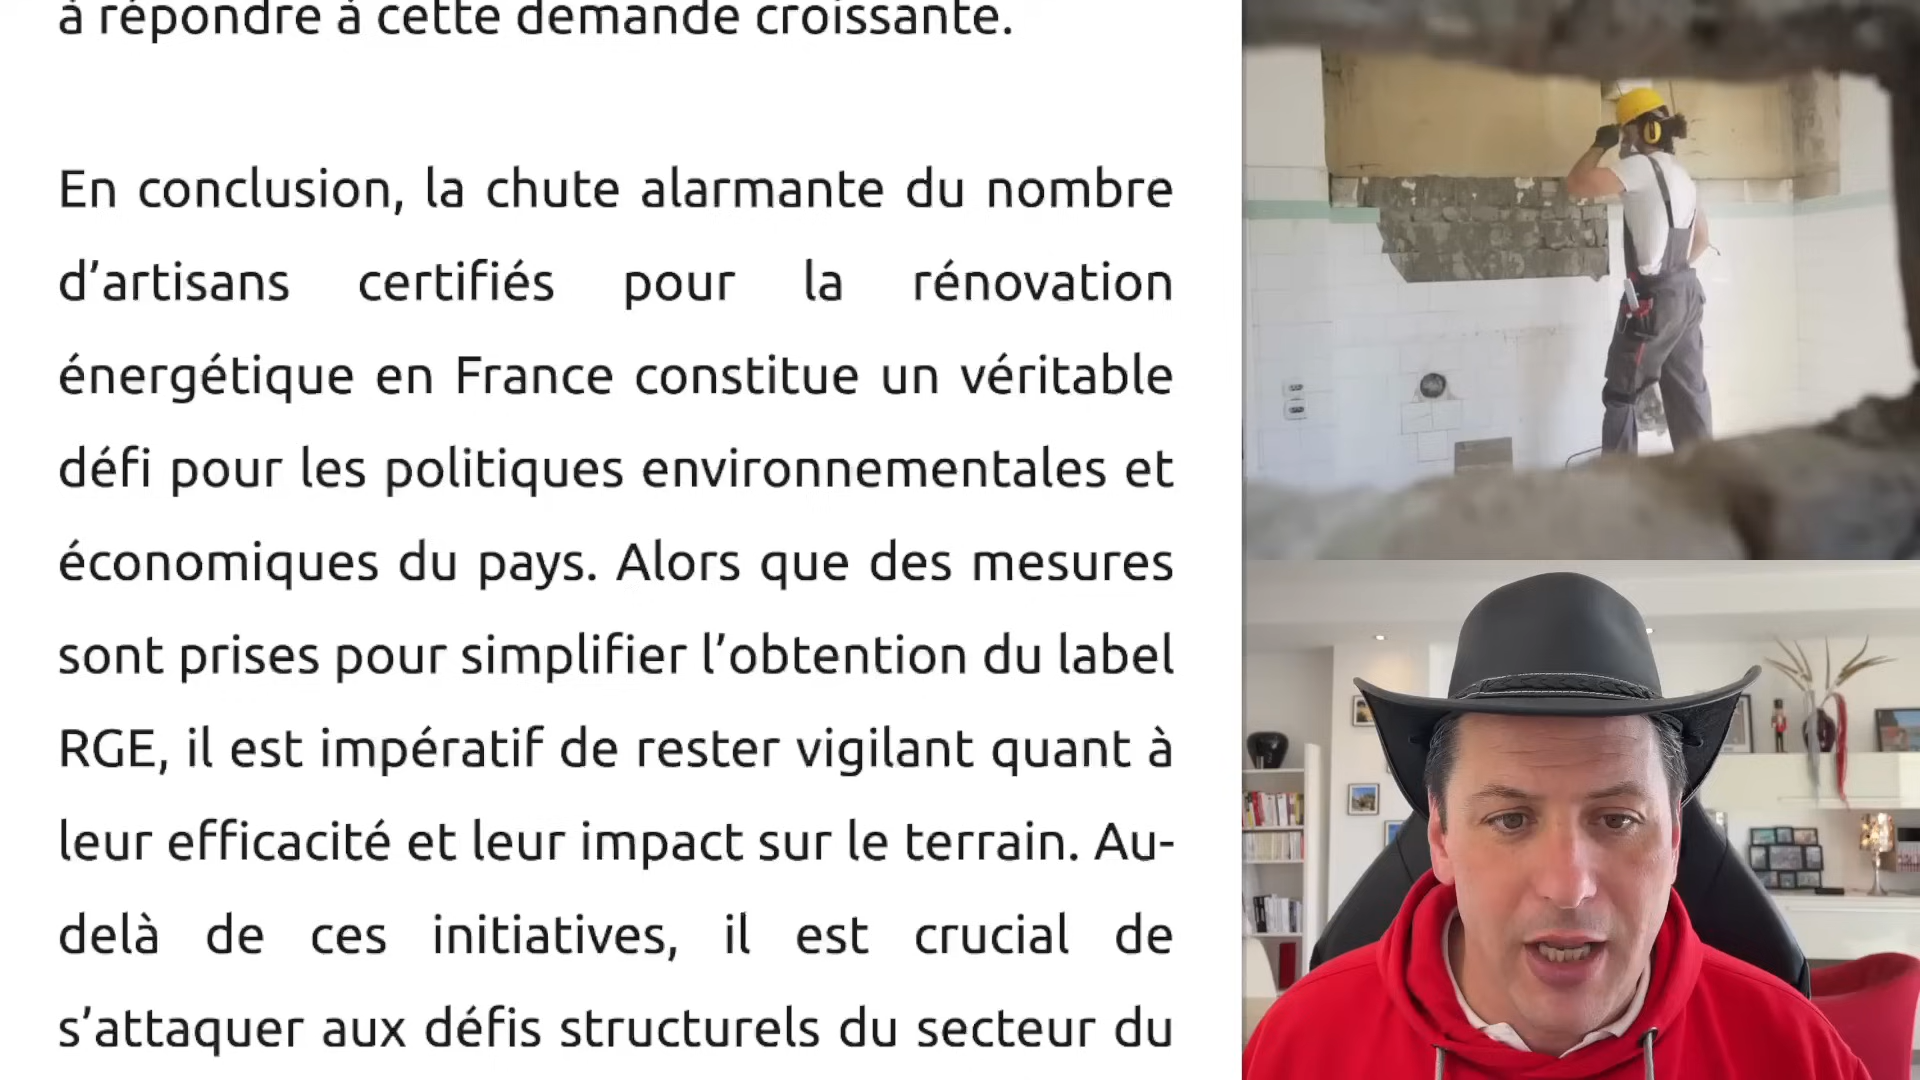 à répondre à cette demande croissante.
En conclusion, la chute alarmante du nombre
d’artisans certifiés pour la rénovation
énergétique en France constitue un véritable
défi pour les politiques environnementales et
économiques du pays. Alors que des mesures
sont prises pour simplifier l’obtention du label
RGE, il est impératif de rester vigilant quant à
leur efficacité et leur impact sur le terrain. Au-
delà de ces initiatives, il est crucial de
s’attaquer aux défis structurels du secteur du